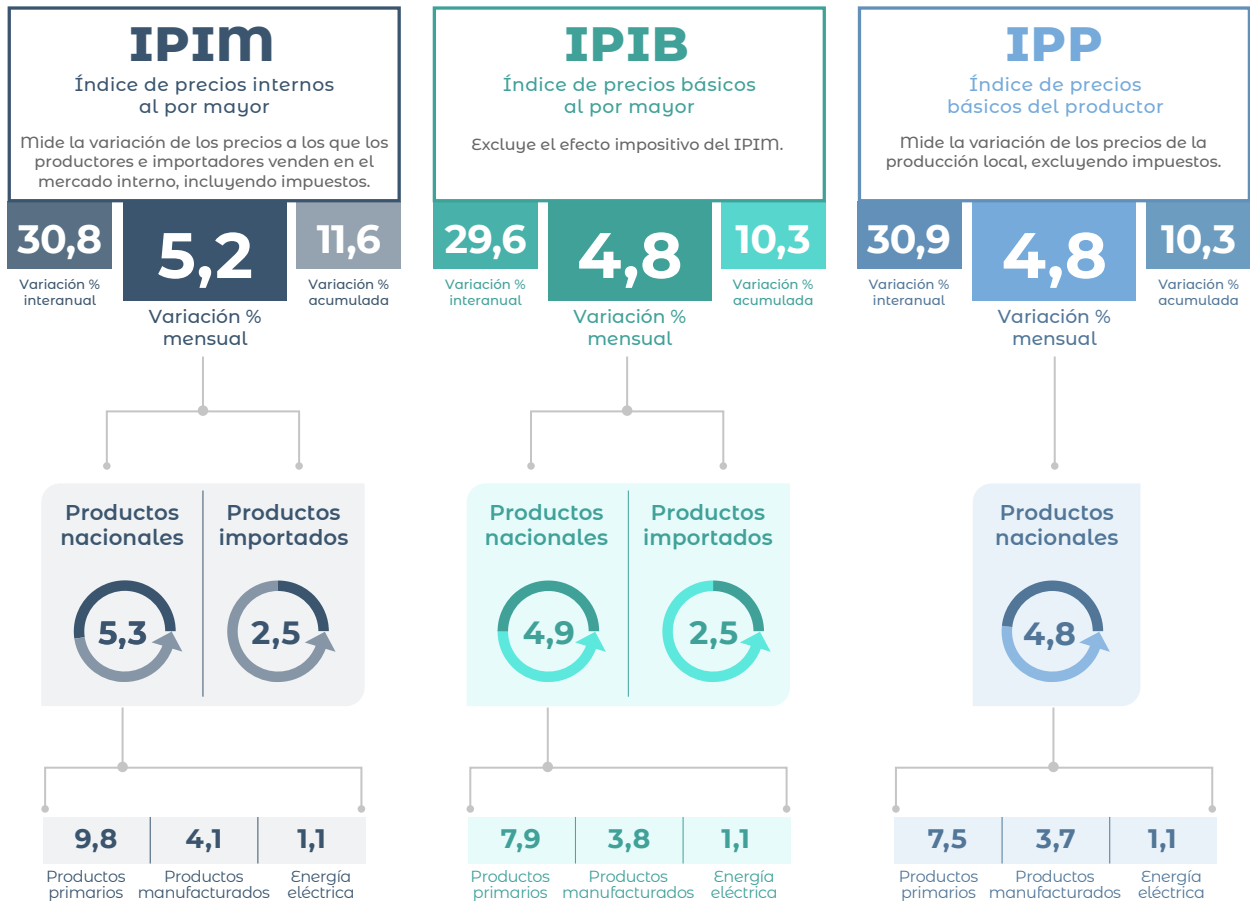 IPIM
Índice de precios internos
al por mayor
Mide la variación de los precios a los que los
productores e importadores venden en el
mercado interno, incluyendo impuestos.
30,8
5,2
11,6
Variación %
interanual
Variación %
acumulada
Variación %
mensual
Productos
nacionales
Productos
importados
5,3
2,5
9,8
4,1
1,1
Productos
primarios
Productos
manufacturados
Energía
eléctrica
IPIB
Índice de precios básicos
al por mayor
Excluye el efecto impositivo del IPIM.
29,6
4,8
10,3
Variación %
interanual
Variación %
acumulada
Variación %
mensual
Productos
nacionales
Productos
importados
4,9
2,5
7,9
3,8
1,1
Productos
primarios
Productos
manufacturados
Energía
eléctrica
IPP
Índice de precios
básicos del productor
Mide la variación de los precios de la
producción local, excluyendo impuestos.
30,9
4,8
10,3
Variación %
interanual
Variación %
acumulada
Variación %
mensual
Productos
nacionales
4,8
7,5
3,7
1,1
Productos
primarios
Productos
manufacturados
Energía
eléctrica